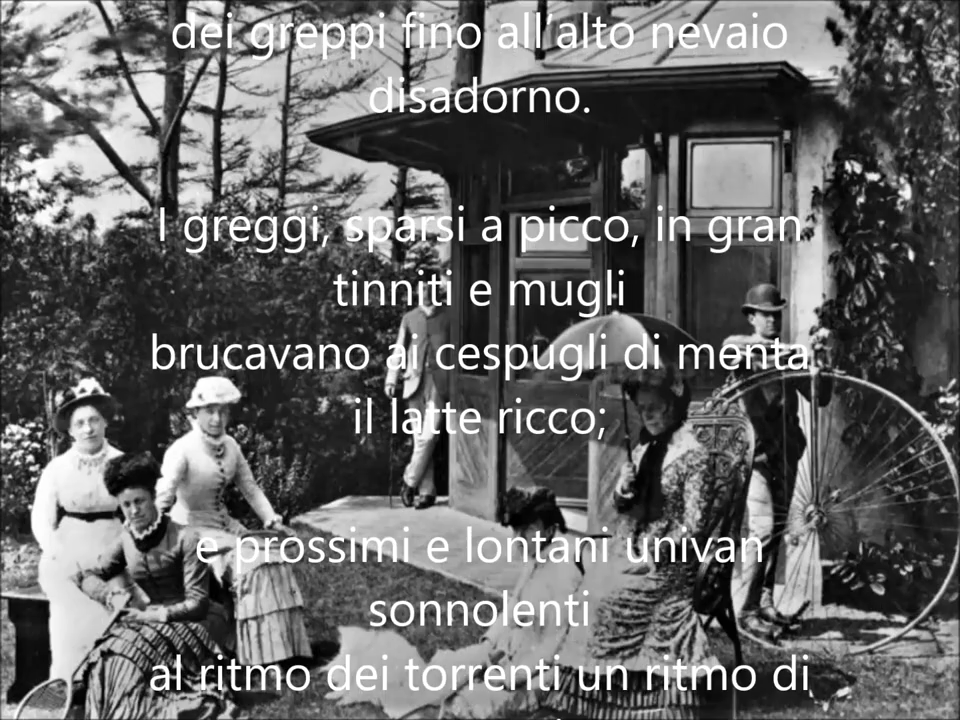 dei greppi fino all'alto nevaio
disadorno.
I greggi, sparsi a picco, in gran
tinniti e mugli
brucavano ai cespugli di menta
il latte ricco;
e prossimi e lontani univan
sonnolenti
al ritmo dei torrenti un ritmo di